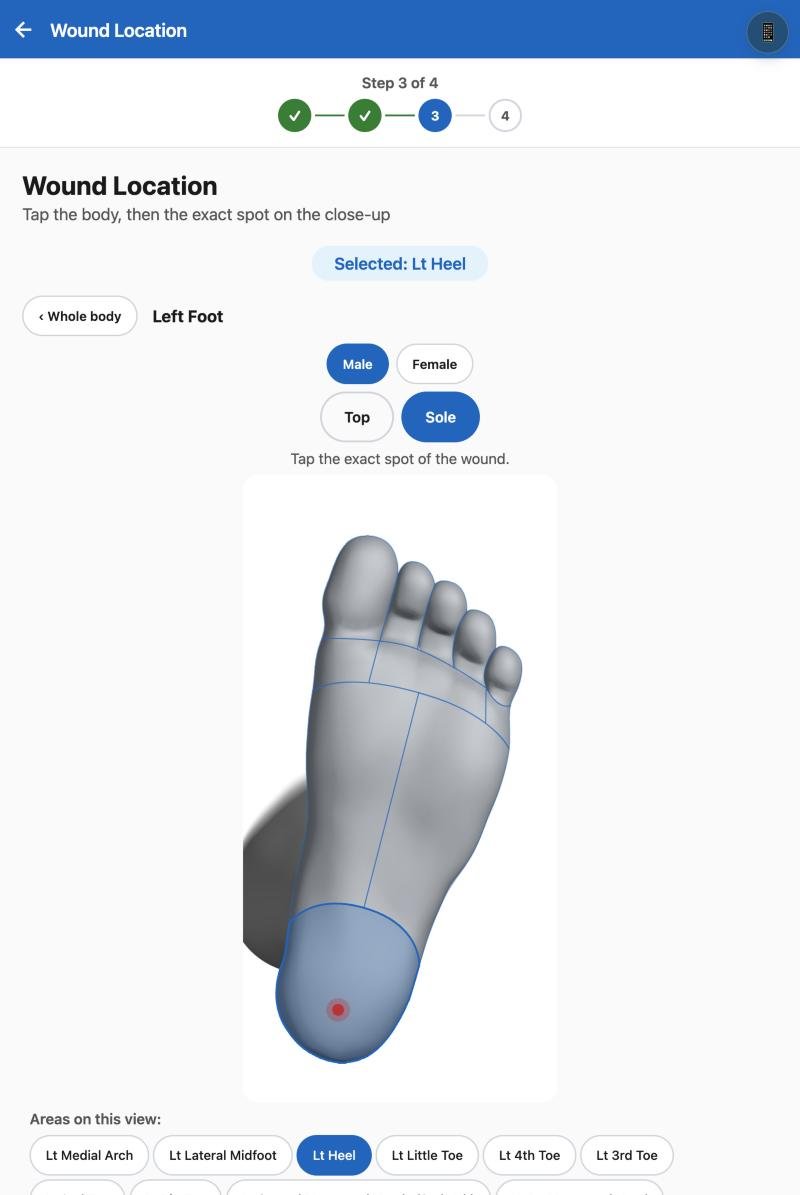 Wound Location
Step 3 of 4
3
4
Wound Location
Tap the body, then the exact spot on the close-up
Selected: Lt Heel
‹ Whole body
Left Foot
Male
Female
Top
Sole
Tap the exact spot of the wound.
Areas on this view:
Lt Medial Arch
Lt Lateral Midfoot
Lt Heel
Lt Little Toe
Lt 4th Toe
Lt 3rd Toe